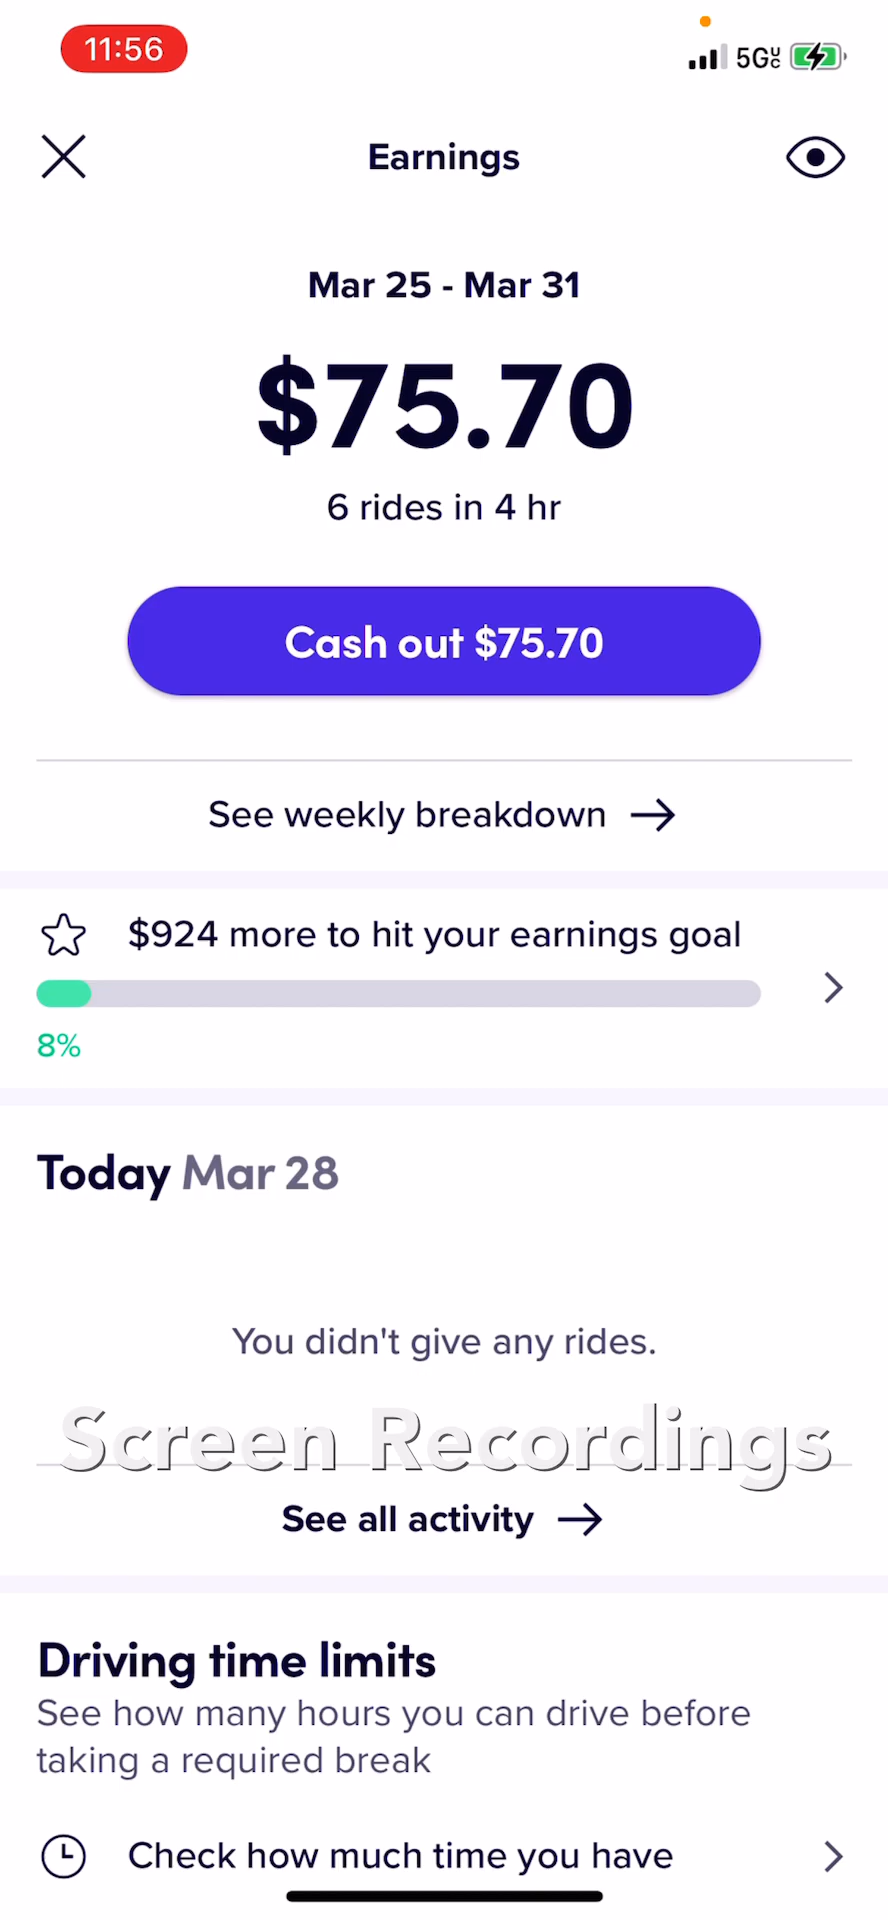 11:56
5G UC
Earnings
Mar 25 - Mar 31
$75.70
6 rides in 4 hr
Cash out $75.70
See weekly breakdown
$924 more to hit your earnings goal
8%
Today Mar 28
You didn't give any rides.
Screen Recordings
See all activity
Driving time limits
See how many hours you can drive before
taking a required break
Check how much time you have